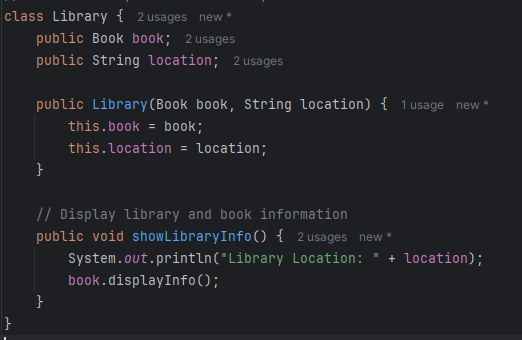 class Library {  2 usages   new *
    public Book book;  2 usages
    public String location;  2 usages

    public Library(Book book, String location) {  1 usage   new *
        this.book = book;
        this.location = location;
    }

    // Display library and book information
    public void showLibraryInfo() {  2 usages   new *
        System.out.println("Library Location: " + location);
        book.displayInfo();
    }
}